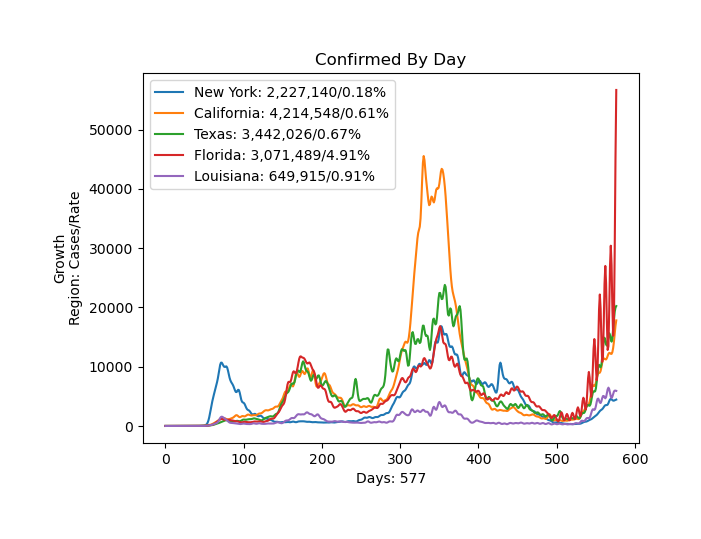 Confirmed By Day
New York: 2,227,140/0.18%
California: 4,214,548/0.61%
Texas: 3,442,026/0.67%
Florida: 3,071,489/4.91%
Louisiana: 649,915/0.91%
Growth
Region: Cases/Rate
50000
40000
30000
20000
10000
0
0 100 200 300 400 500 600
Days: 577